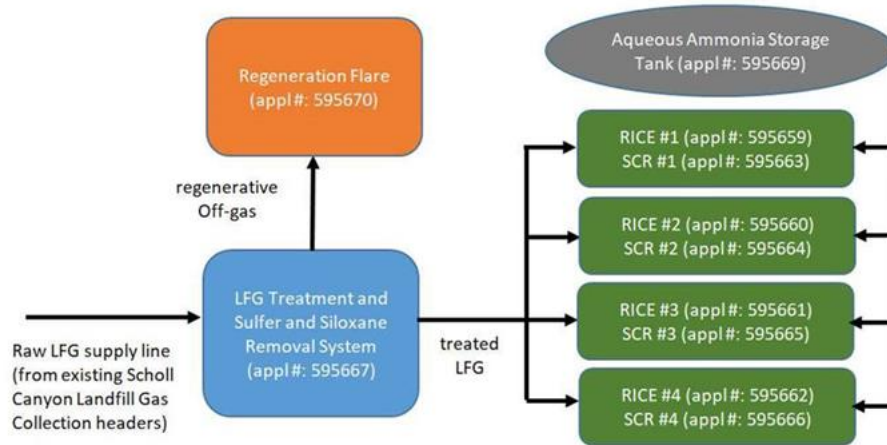 Regeneration Flare
(appl #: 595670)
Aqueous Ammonia Storage
Tank (appl #: 595669)
RICE #1 (appl #: 595659)
SCR #1 (appl #: 595663)
regenerative
Off-gas
RICE #2 (appl #: 595660)
SCR #2 (appl #: 595664)
LFG Treatment and
Sulfer and Siloxane
Removal System
(appl #: 595667)
RICE #3 (appl #: 595661)
SCR #3 (appl #: 595665)
treated
LFG
Raw LFG supply line
(from existing Scholl
Canyon Landfill Gas
Collection headers)
RICE #4 (appl #: 595662)
SCR #4 (appl #: 595666)